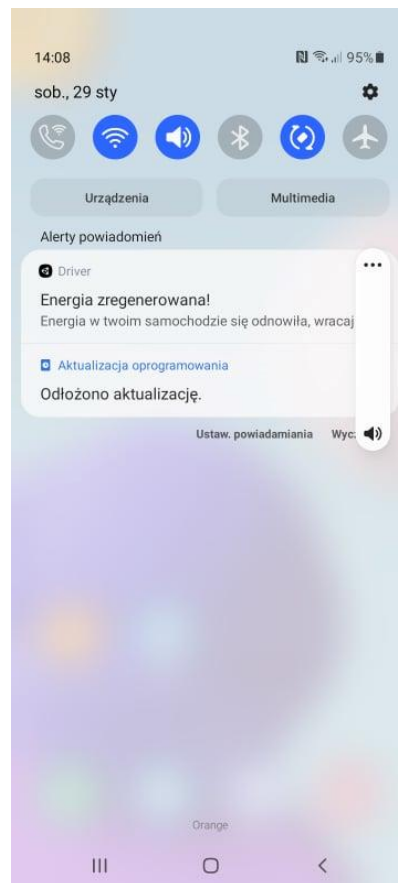 14:08 95%
sob., 29 sty
Urządzenia Multimedia
Alerty powiadomień
Driver
Energia zregenerowana!
Energia w twoim samochodzie się odnowiła, wracaj
Aktualizacja oprogramowania
Odłożono aktualizację.
Ustaw. powiadamiania Wyc
Orange